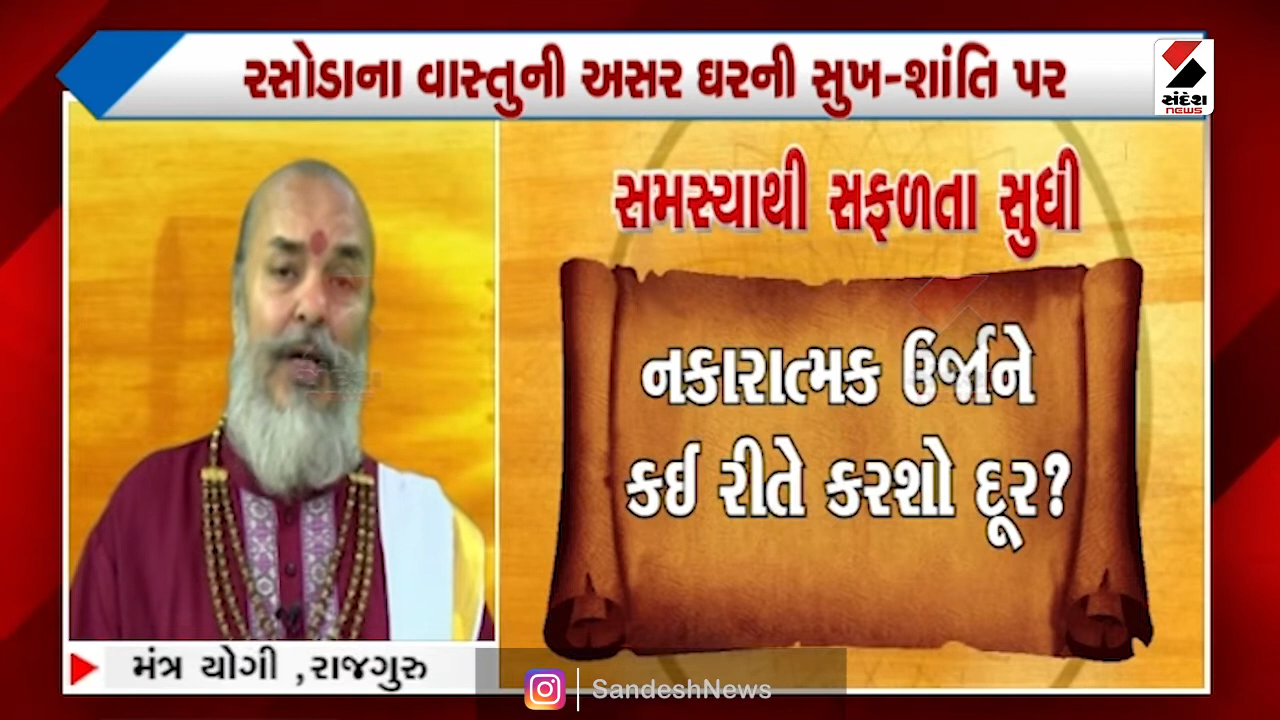 રસોડાના વાસ્તુની અસર ઘરની સુખ-શાંતિ પર
સંદેશ
NEWS
સમસ્યાથી સફળતા સુધી
નકારાત્મક ઉર્જાને
કઈ રીતે કરશો દૂર?
મંત્ર યોગી ,રાજગુરુ
SandeshNews